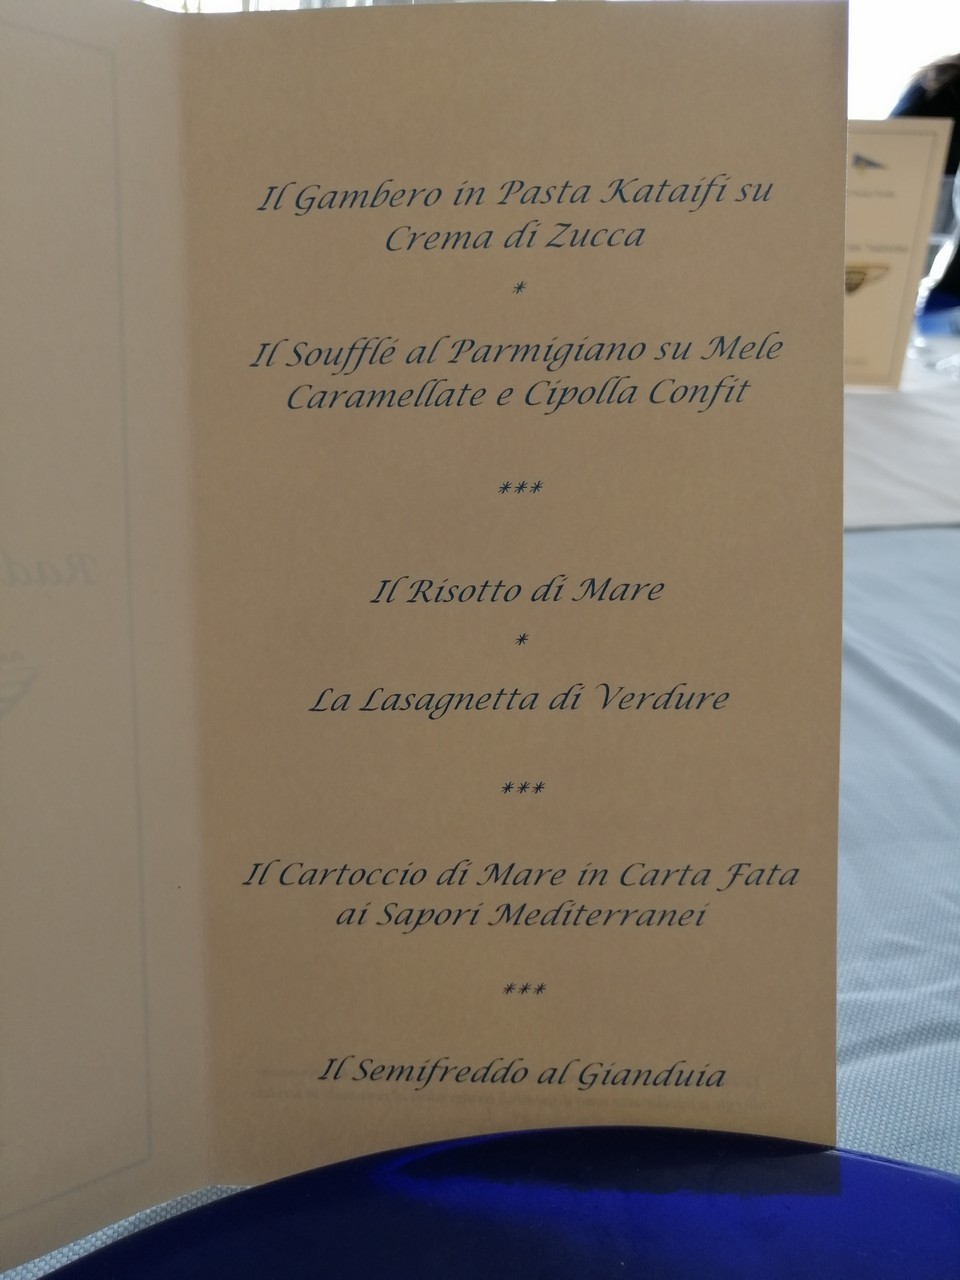 Il Gambero in Pasta Kataifi su
Crema di Zucca
*
Il Soufflé al Parmigiano su Mele
Caramellate e Cipolla Confit
***
Il Risotto di Mare
*
La Lasagnetta di Verdure
***
Il Cartoccio di Mare in Carta Fata
ai Sapori Mediterranei
***
Il Semifreddo al Gianduia